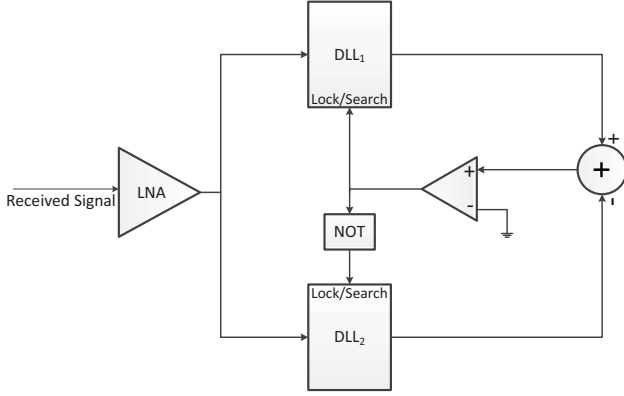 DLL₁
Lock/Search
+
+
+
-
LNA
Received Signal
-
NOT
Lock/Search
DLL₂